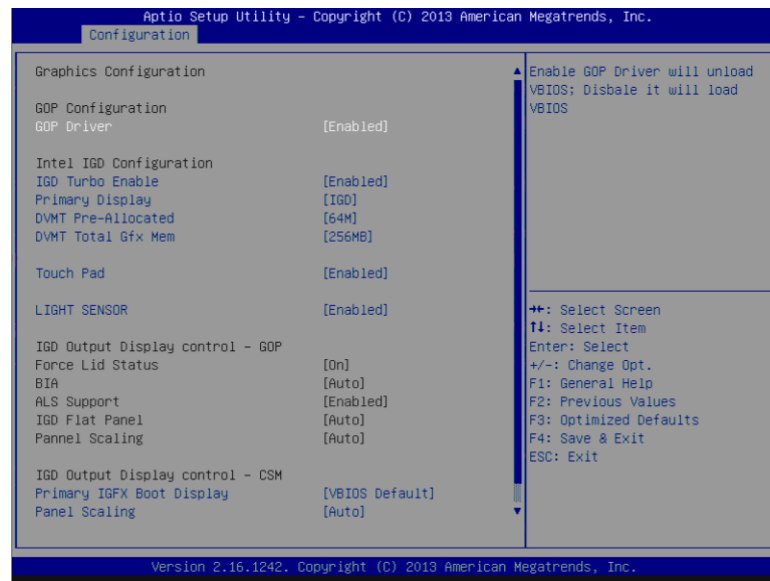 Aptio Setup Utility – Copyright (C) 2013 American Megatrends, Inc.
Configuration
Graphics Configuration
GOP Configuration
GOP Driver [Enabled]
Intel IGD Configuration
IGD Turbo Enable [Enabled]
Primary Display [IGD]
DVMT Pre-Allocated [64M]
DVMT Total Gfx Mem [256MB]
Touch Pad [Enabled]
LIGHT SENSOR [Enabled]
IGD Output Display control – GOP
Force Lid Status [On]
BIA [Auto]
ALS Support [Enabled]
IGD Flat Panel [Auto]
Pannel Scaling [Auto]
IGD Output Display control – CSM
Primary IGFX Boot Display [VBIOS Default]
Panel Scaling [Auto]
Enable GOP Driver will unload
VBIOS; Disbale it will load
VBIOS
→←: Select Screen
↑↓: Select Item
Enter: Select
+/-: Change Opt.
F1: General Help
F2: Previous Values
F3: Optimized Defaults
F4: Save & Exit
ESC: Exit
Version 2.16.1242. Copyright (C) 2013 American Megatrends, Inc.